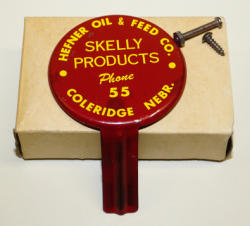 HEFNER OIL & FEED CO.
SKELLY
PRODUCTS
Phone
55
COLERIDGE NEBR.